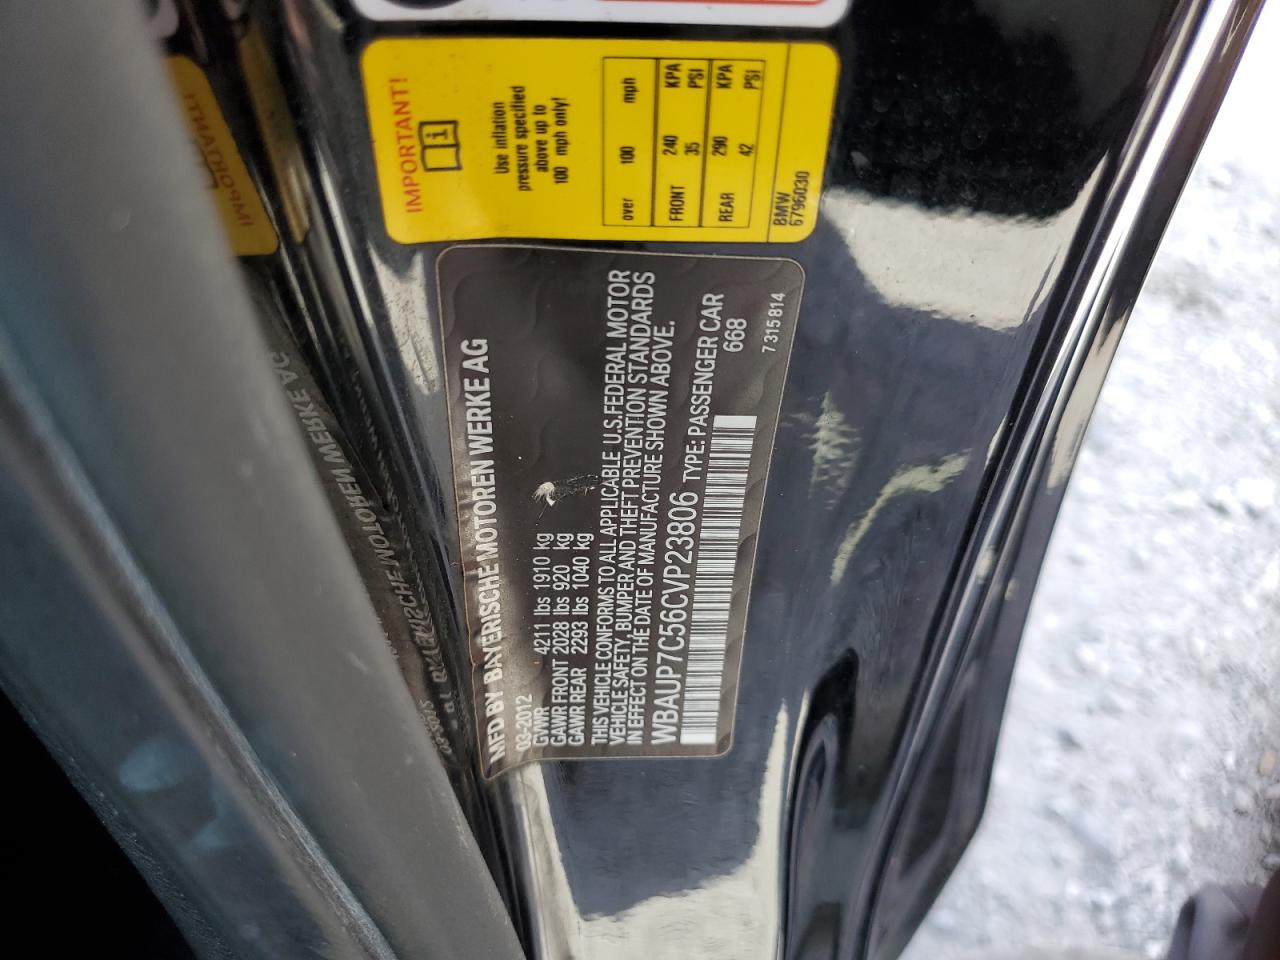 IMPORTANT!
i
Use inflation
pressure specified
above up to
100 mph only!
over 100 mph
FRONT 240 KPA
35 PSI
REAR 290 KPA
42 PSI
BMW
6796030
MFD BY BAYERISCHE MOTOREN WERKE AG
03-2012
GVWR 4211 lbs 1910 kg
GAWR FRONT 2028 lbs 920 kg
GAWR REAR 2293 lbs 1040 kg
THIS VEHICLE CONFORMS TO ALL APPLICABLE U.S.FEDERAL MOTOR
VEHICLE SAFETY, BUMPER AND THEFT PREVENTION STANDARDS
IN EFFECT ON THE DATE OF MANUFACTURE SHOWN ABOVE.
WBAUP7C56CVP23806 TYPE: PASSENGER CAR
668
7 315 814